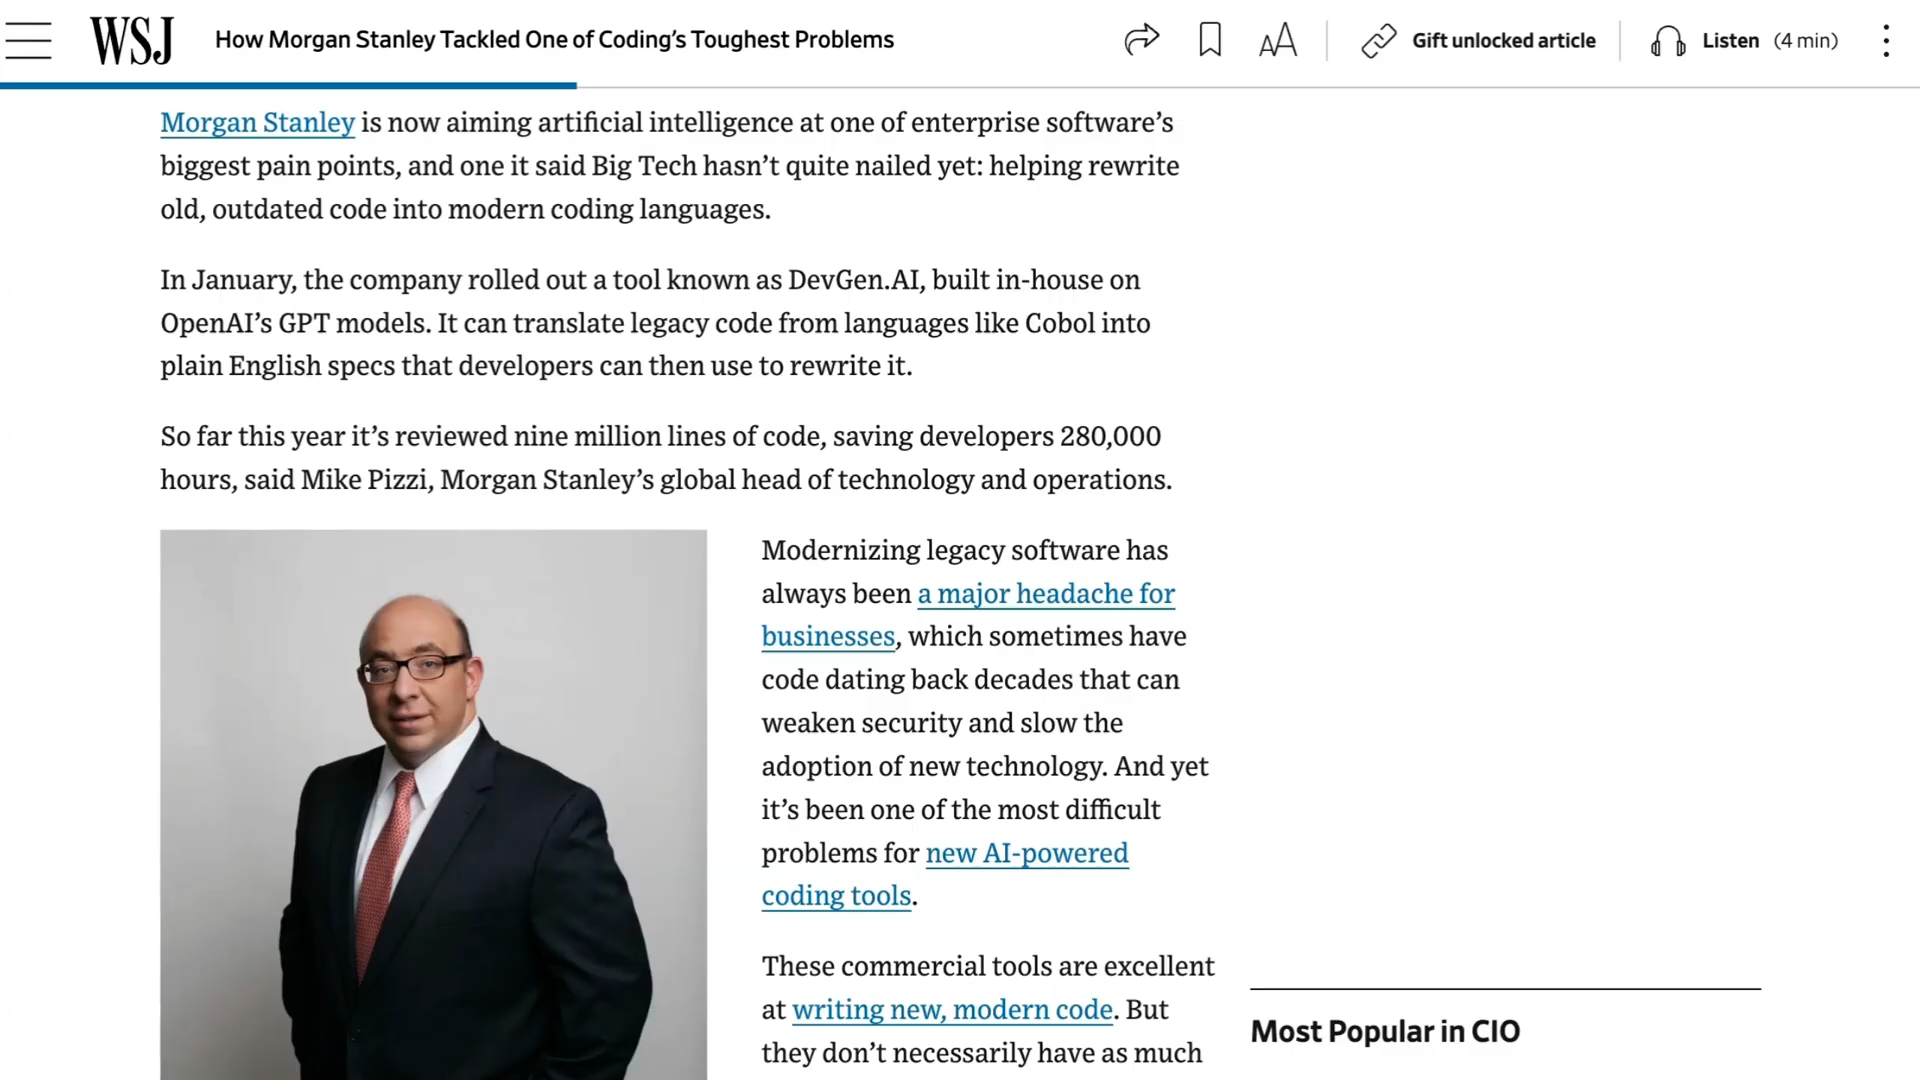 WSJ
How Morgan Stanley Tackled One of Coding’s Toughest Problems
AA
Gift unlocked article
Listen (4 min)
Morgan Stanley is now aiming artificial intelligence at one of enterprise software’s
biggest pain points, and one it said Big Tech hasn’t quite nailed yet: helping rewrite
old, outdated code into modern coding languages.
In January, the company rolled out a tool known as DevGen.AI, built in-house on
OpenAI’s GPT models. It can translate legacy code from languages like Cobol into
plain English specs that developers can then use to rewrite it.
So far this year it’s reviewed nine million lines of code, saving developers 280,000
hours, said Mike Pizzi, Morgan Stanley’s global head of technology and operations.
Modernizing legacy software has
always been a major headache for
businesses, which sometimes have
code dating back decades that can
weaken security and slow the
adoption of new technology. And yet
it’s been one of the most difficult
problems for new AI-powered
coding tools.
These commercial tools are excellent
at writing new, modern code. But
they don’t necessarily have as much
Most Popular in CIO